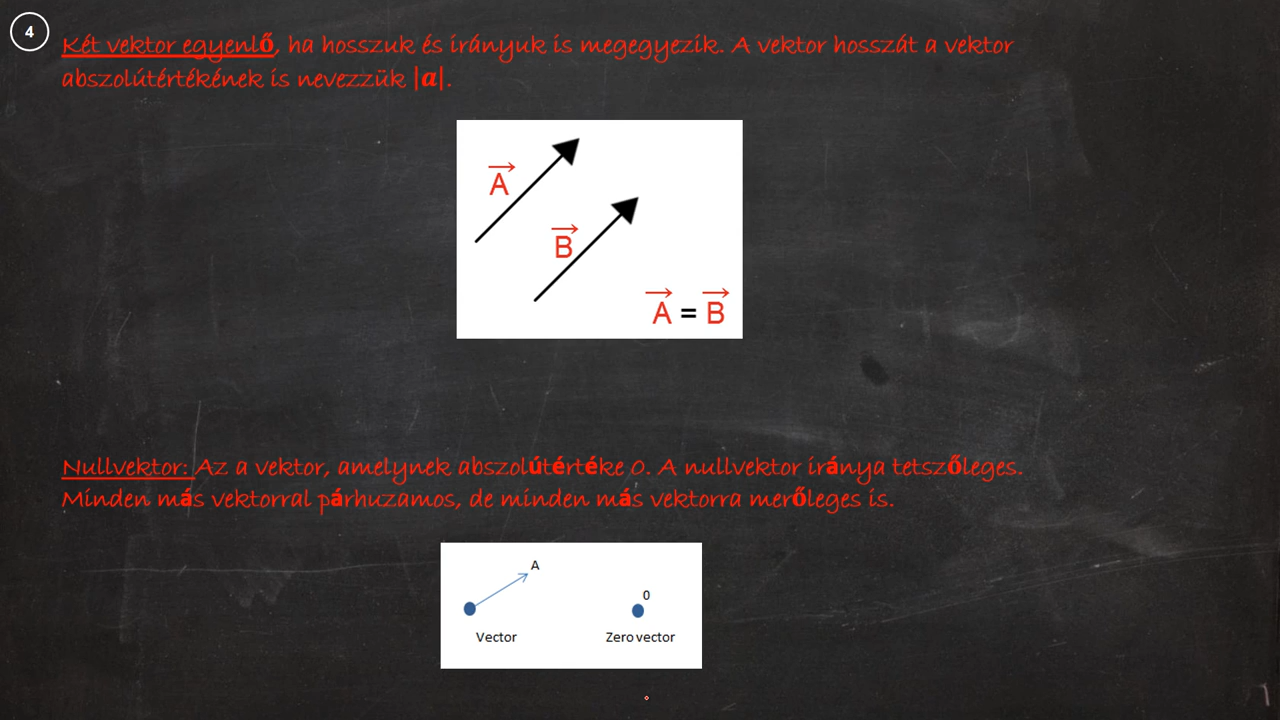 4
Két vektor egyenlő, ha hosszuk és irányuk is megegyezik. A vektor hosszát a vektor
abszolútértékének is nevezzük |a|.
A
B
A = B
Nullvektor: Az a vektor, amelynek abszolútértéke 0. A nullvektor iránya tetszőleges.
Minden más vektorral párhuzamos, de minden más vektorra merőleges is.
A
0
Vector
Zero vector